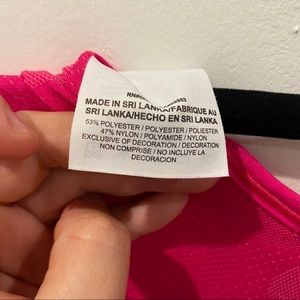 MADE IN SRI LANKA/FABRIQUE AU
SRI LANKA/HECHO EN SRI LANKA
53% POLYESTER / POLYESTER / POLIESTER
47% NYLON / POLYAMIDE / NYLON
EXCLUSIVE OF DECORATION / DECORATION
NON COMPRISE / NO INCLUYE LA
DECORACION